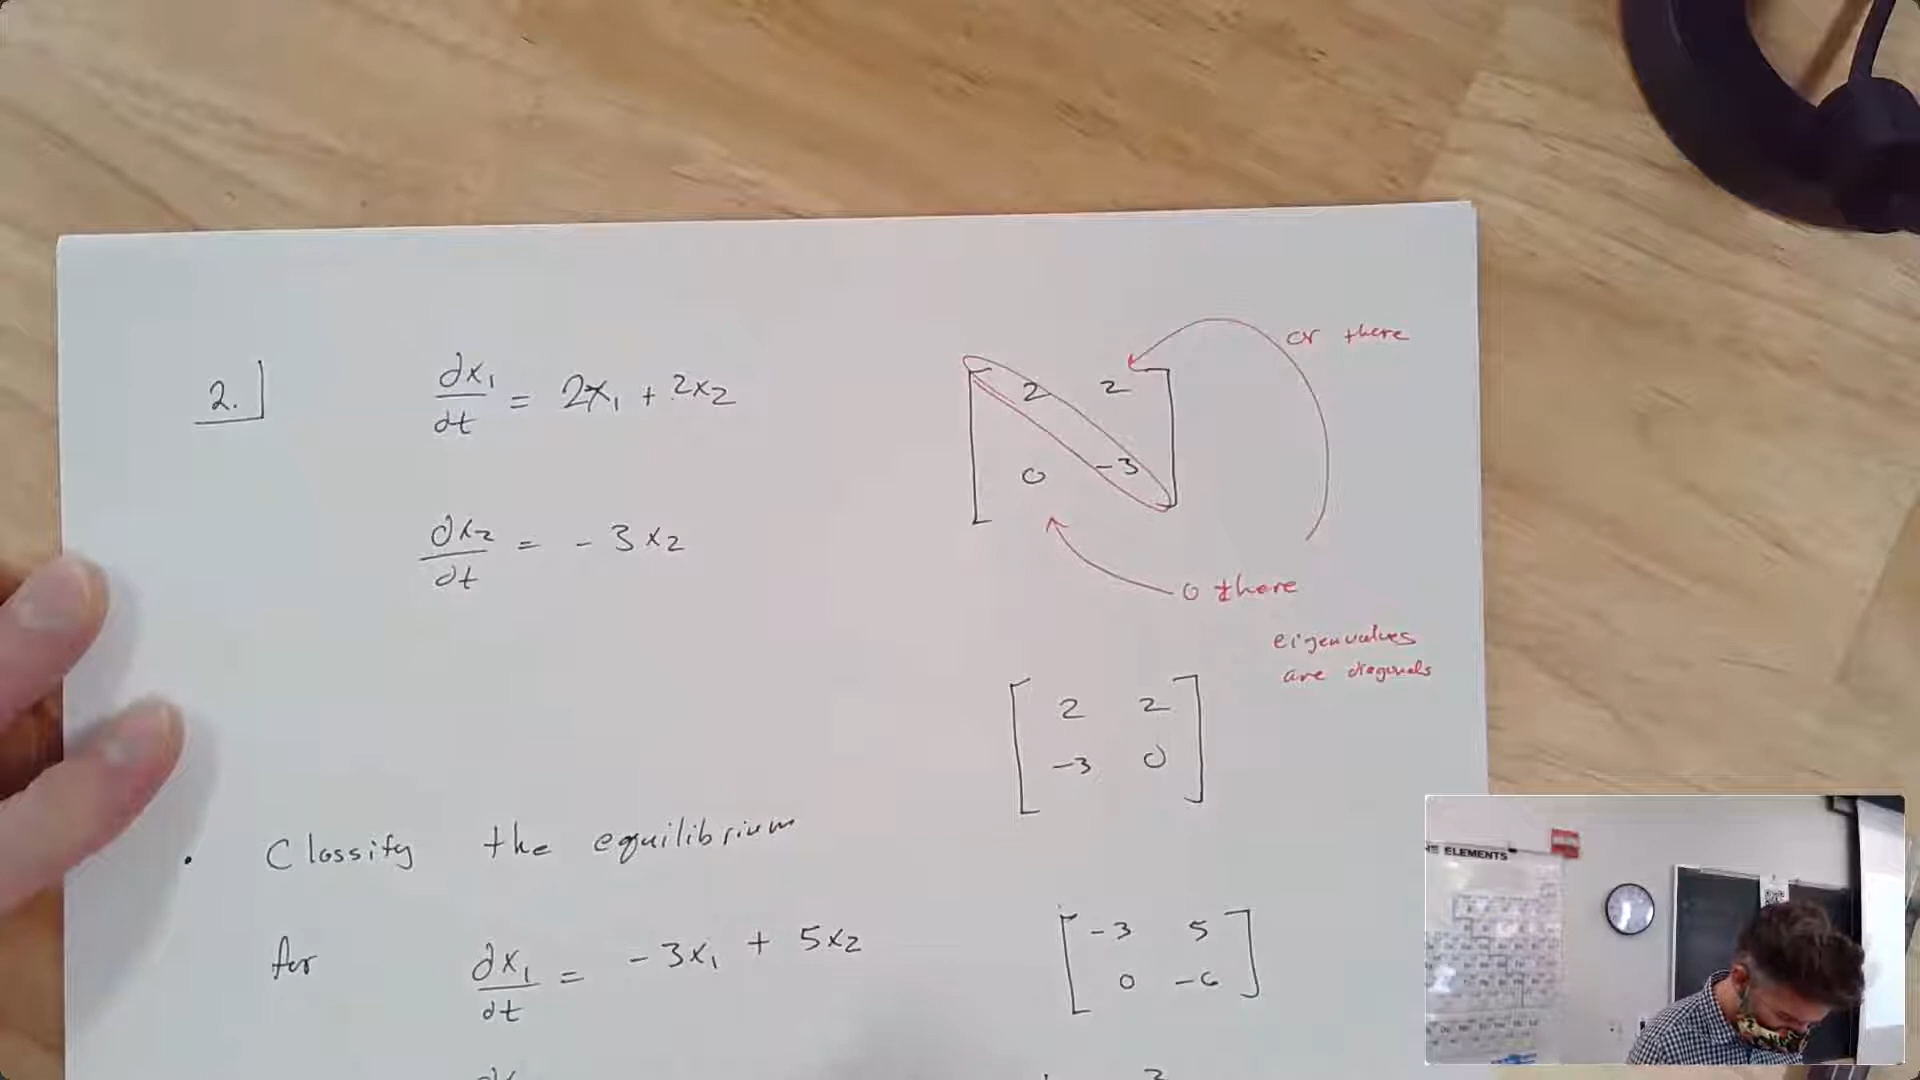 2.
dx₁/dt = 2x₁ + 2x₂
dx₂/dt = - 3x₂
2 2
0 -3
or there
0 there
eigenvalues
are diagonals
2 2
-3 0
• Classify the equilibrium
for dx₁/dt = - 3x₁ + 5x₂
-3 5
0 -6
ELEMENTS